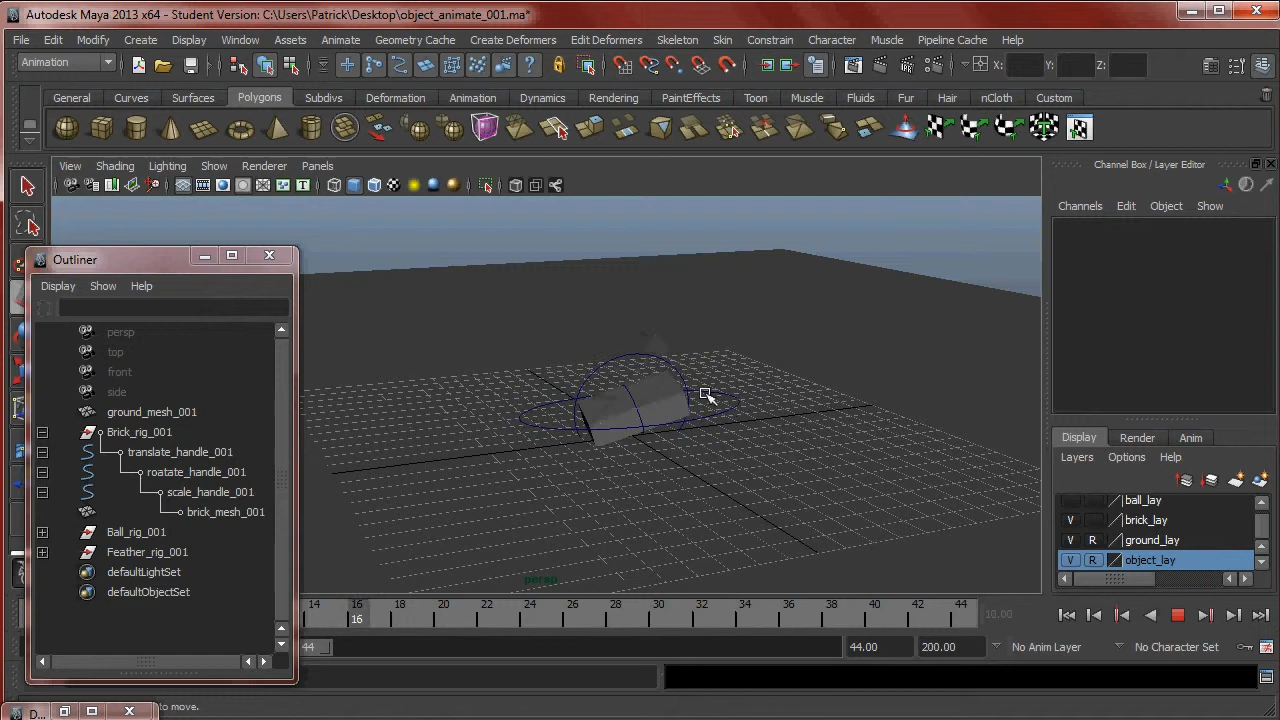 Autodesk Maya 2013 x64 - Student Version: C:\Users\Patrick\Desktop\object_animate_001.ma*
File Edit Modify Create Display Window Assets Animate Geometry Cache Create Deformers Edit Deformers Skeleton Skin Constrain Character Muscle Pipeline Cache Help
Animation X: Y: Z:
General Curves Surfaces Polygons Subdivs Deformation Animation Dynamics Rendering PaintEffects Toon Muscle Fluids Fur Hair nCloth Custom
View Shading Lighting Show Renderer Panels
Channel Box / Layer Editor
Channels Edit Object Show
Outliner
Display Show Help
persp
top
front
side
ground_mesh_001
Brick_rig_001
translate_handle_001
roatate_handle_001
scale_handle_001
brick_mesh_001
Ball_rig_001
Feather_rig_001
defaultLightSet
defaultObjectSet
persp
Display Render Anim
Layers Options Help
ball_lay
V brick_lay
V R ground_lay
V R object_lay
14 16 18 20 22 24 26 28 30 32 34 36 38 40 42 44
16
10.00
44 44.00 200.00 No Anim Layer No Character Set
to move.
D...